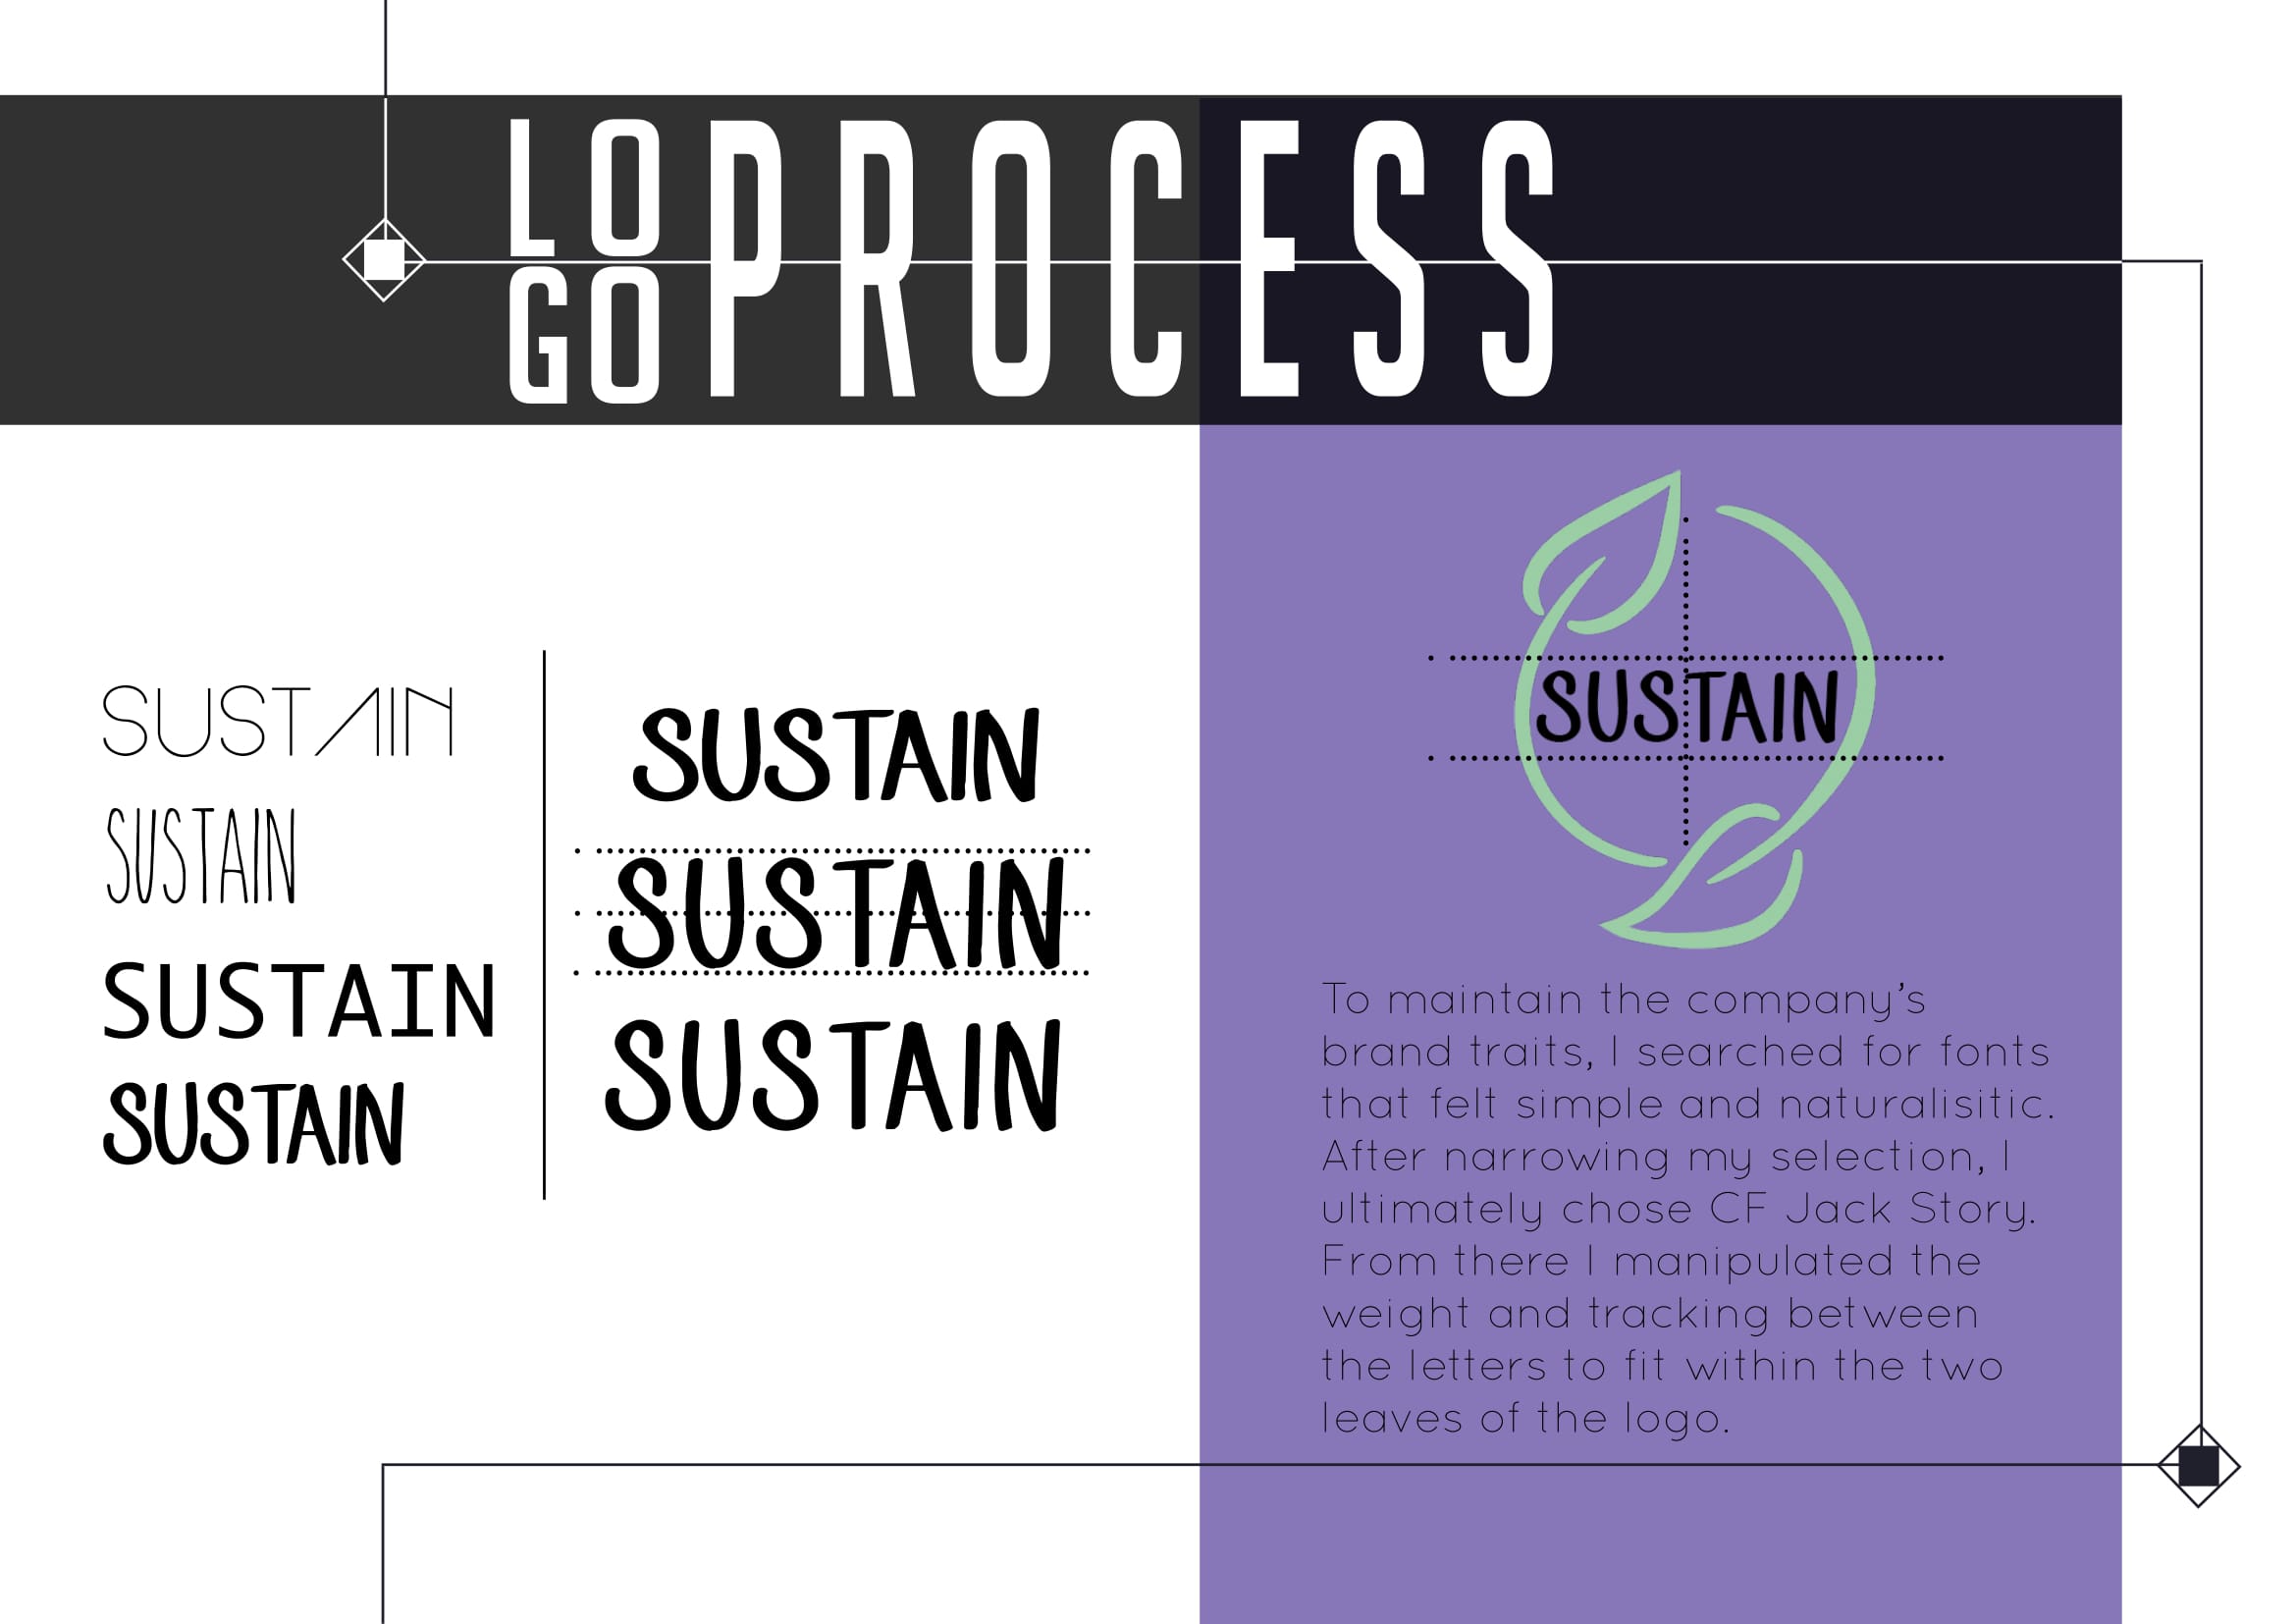 LO
GO PROCESS
SUSTAIN
SUSTAIN
SUSTAIN
SUSTAIN
SUSTAIN
SUSTAIN
SUSTAIN
SUSTAIN
To maintain the company's
brand traits, I searched for fonts
that felt simple and naturalisitic.
After narrowing my selection, I
ultimately chose CF Jack Story.
From there I manipulated the
weight and tracking between
the letters to fit within the two
leaves of the logo.